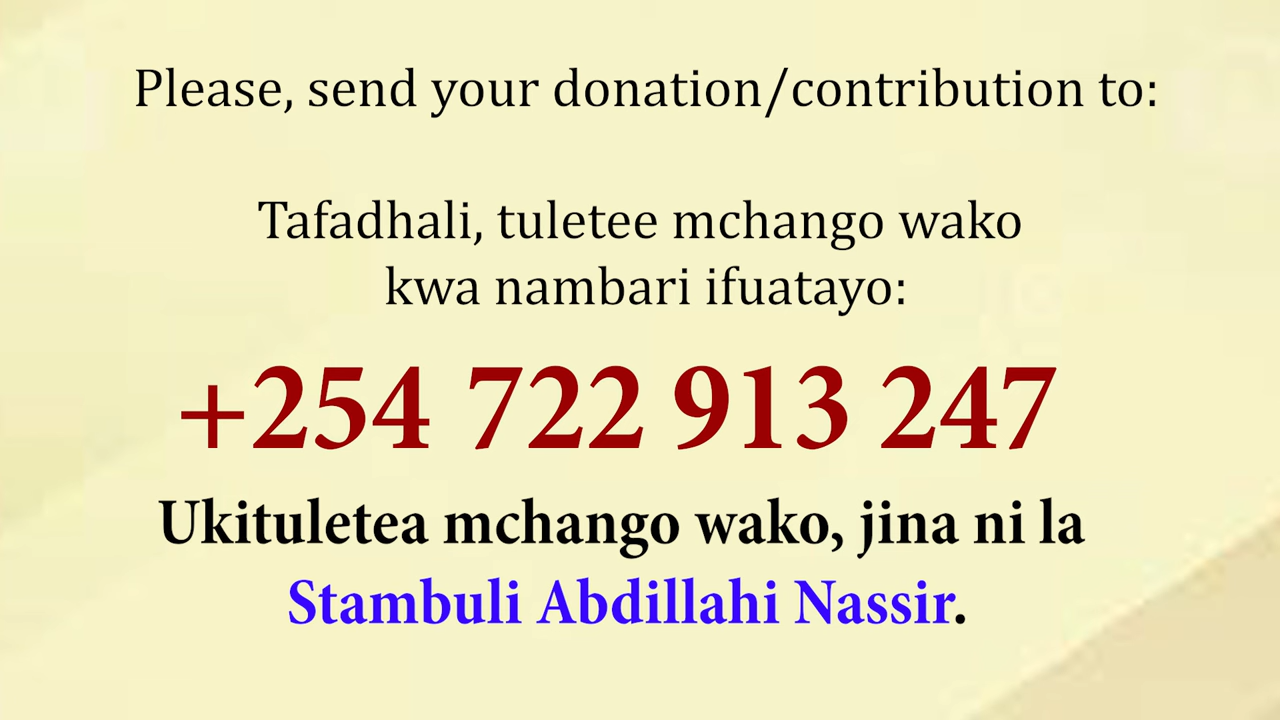 Please, send your donation/contribution to:
Tafadhali, tuletee mchango wako
kwa nambari ifuatayo:
+254 722 913 247
Ukituletea mchango wako, jina ni la
Stambuli Abdillahi Nassir.